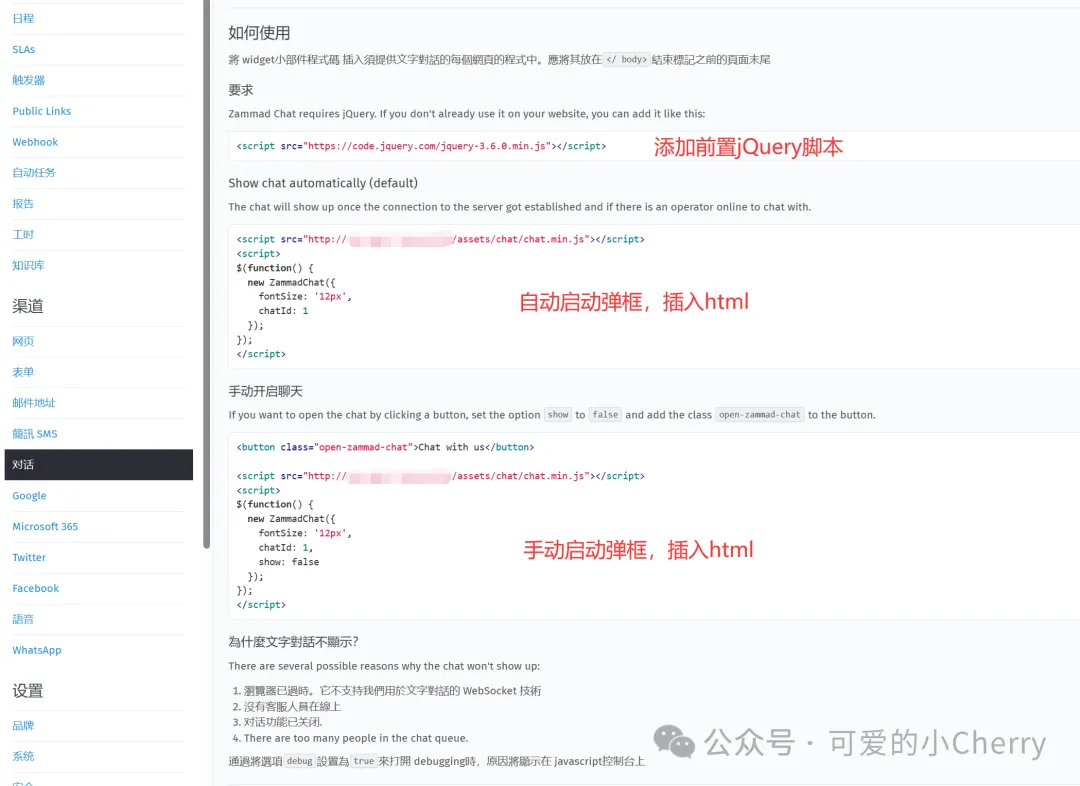 日程
SLAs
触发器
Public Links
Webhook
自动任务
报告
工时
知识库
渠道
网页
表单
邮件地址
簡訊 SMS
对话
Google
Microsoft 365
Twitter
Facebook
語音
WhatsApp
设置
品牌
系统
如何使用
將 widget小部件程式碼 插入須提供文字對話的每個網頁的程式中。應將其放在 </ body> 結束標記之前的頁面末尾
要求
Zammad Chat requires jQuery. If you don't already use it on your website, you can add it like this:
<script src="https://code.jquery.com/jquery-3.6.0.min.js"></script>
添加前置jQuery脚本
Show chat automatically (default)
The chat will show up once the connection to the server got established and if there is an operator online to chat with.
<script src="http:// /assets/chat/chat.min.js"></script>
<script>
$(function() {
new ZammadChat({
fontSize: '12px',
chatId: 1
});
});
</script>
自动启动弹框，插入html
手动开启聊天
If you want to open the chat by clicking a button, set the option show to false and add the class open-zammad-chat to the button.
<button class="open-zammad-chat">Chat with us</button>
<script src="http:// /assets/chat/chat.min.js"></script>
<script>
$(function() {
new ZammadChat({
fontSize: '12px',
chatId: 1,
show: false
});
});
</script>
手动启动弹框，插入html
為什麼文字對話不顯示?
There are several possible reasons why the chat won't show up:
1. 瀏覽器已過時。它不支持我們用於文字對話的 WebSocket 技術
2. 沒有客服人員在線上
3. 对话功能已关闭.
4. There are too many people in the chat queue.
通過將選項 debug 設置為 true 來打開 debugging時，原因將顯示在 javascript控制台上
公众号 · 可爱的小Cherry